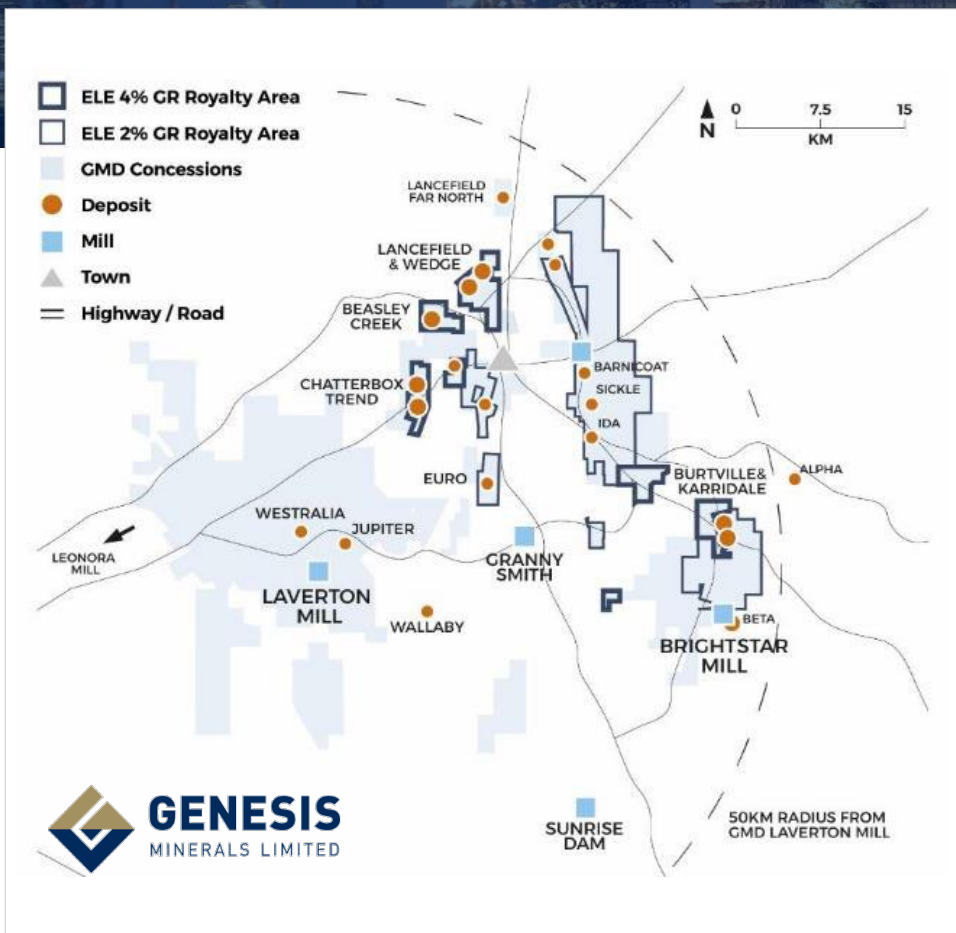 ELE 4% GR Royalty Area
ELE 2% GR Royalty Area
GMD Concessions
Deposit
Mill
Town
Highway / Road
N
0 7.5 15
KM
LANCEFIELD
FAR NORTH
LANCEFIELD
& WEDGE
BEASLEY
CREEK
CHATTERBOX
TREND
BARNICOAT
SICKLE
IDA
EURO
BURTVILLE&
KARRIDALE
ALPHA
WESTRALIA
JUPITER
LEONORA
MILL
GRANNY
SMITH
LAVERTON
MILL
WALLABY
BETA
BRIGHTSTAR
MILL
SUNRISE
DAM
50KM RADIUS FROM
GMD LAVERTON MILL
GENESIS
MINERALS LIMITED